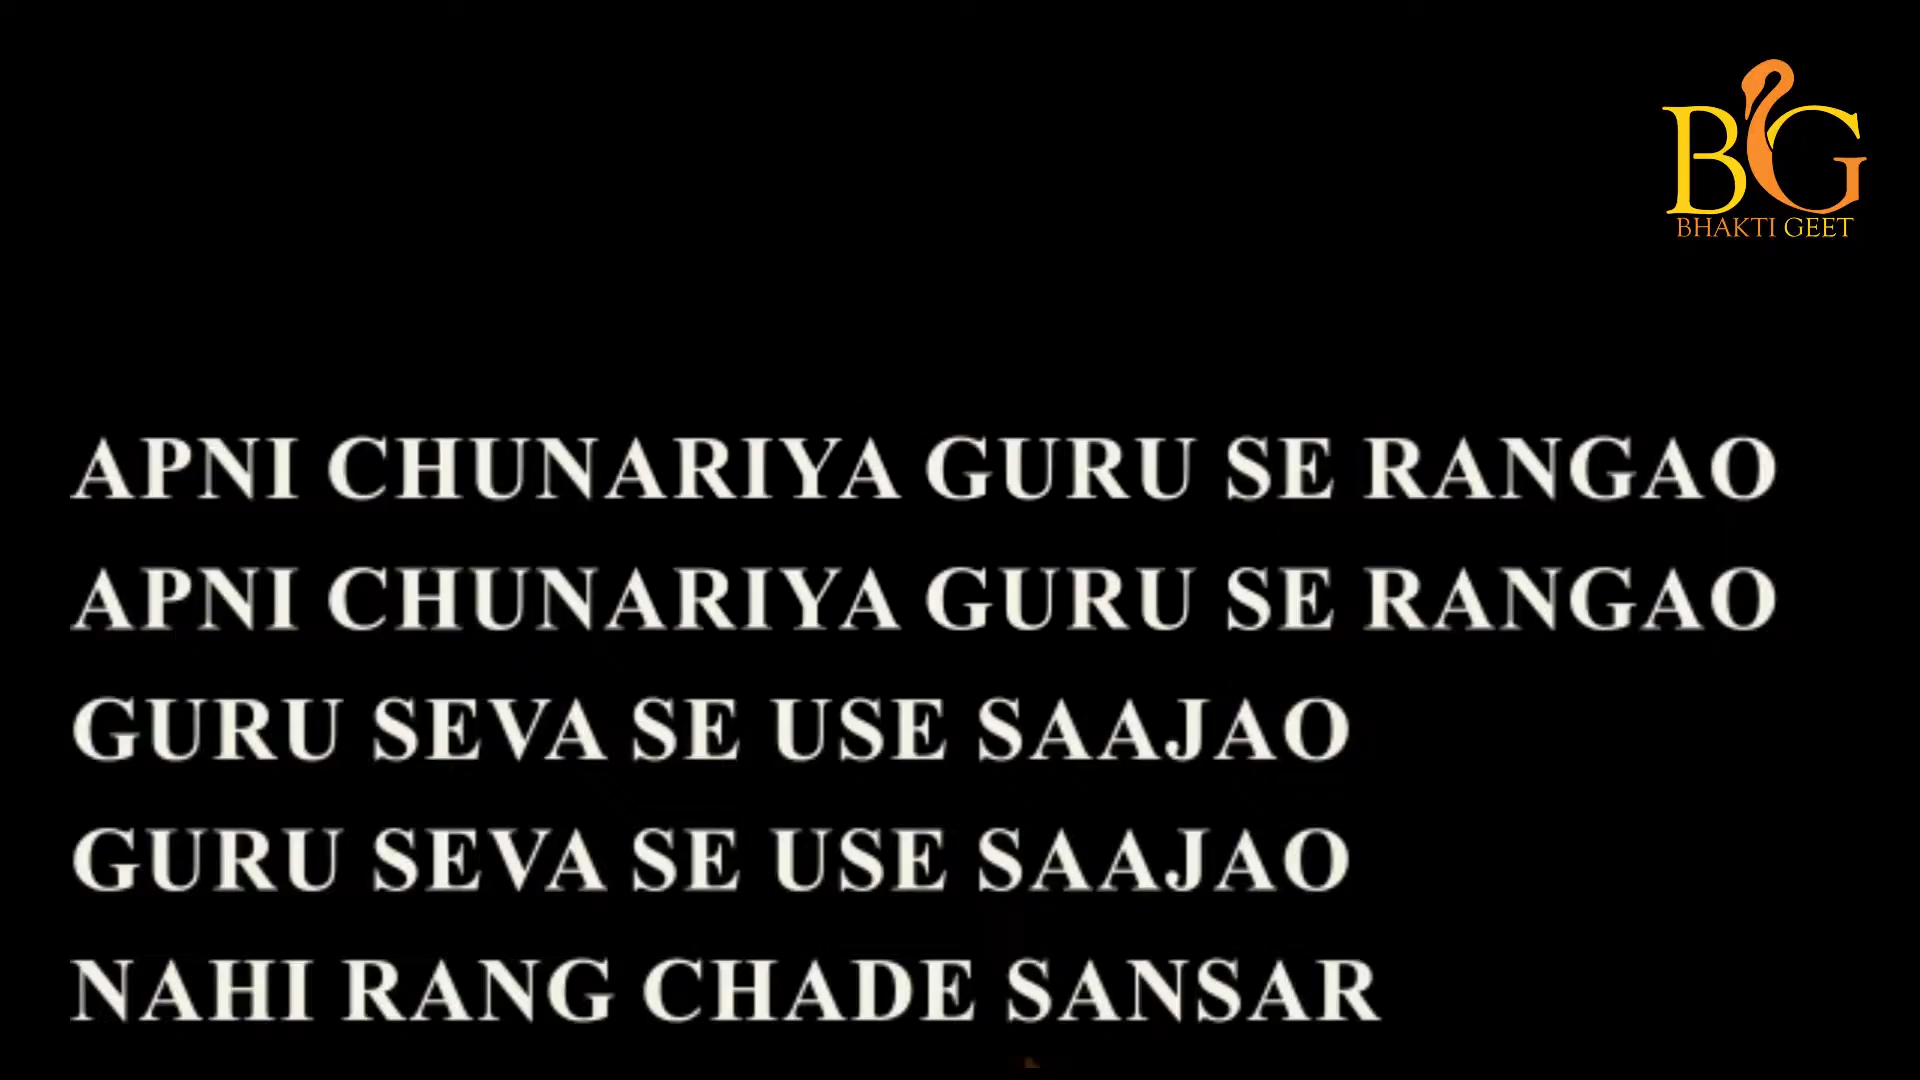 BG
BHAKTI GEET
APNI CHUNARIYA GURU SE RANGAO
APNI CHUNARIYA GURU SE RANGAO
GURU SEVA SE USE SAAJAO
GURU SEVA SE USE SAAJAO
NAHI RANG CHADE SANSAR